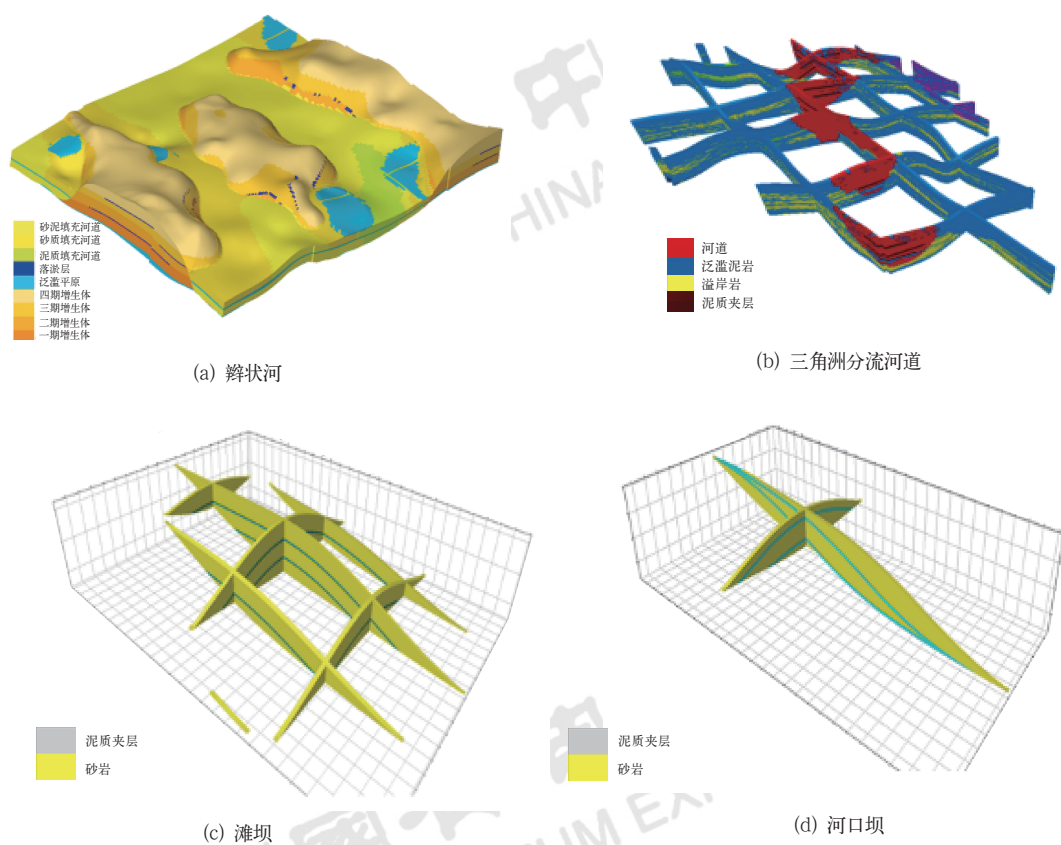 砂泥填充河道
砂质填充河道
泥质填充河道
落淤层
泛滥平原
四期增生体
三期增生体
二期增生体
一期增生体
(a) 辫状河
河道
泛滥泥岩
溢岸岩
泥质夹层
(b) 三角洲分流河道
泥质夹层
砂岩
(c) 滩坝
泥质夹层
砂岩
(d) 河口坝
CHINA
UM EX